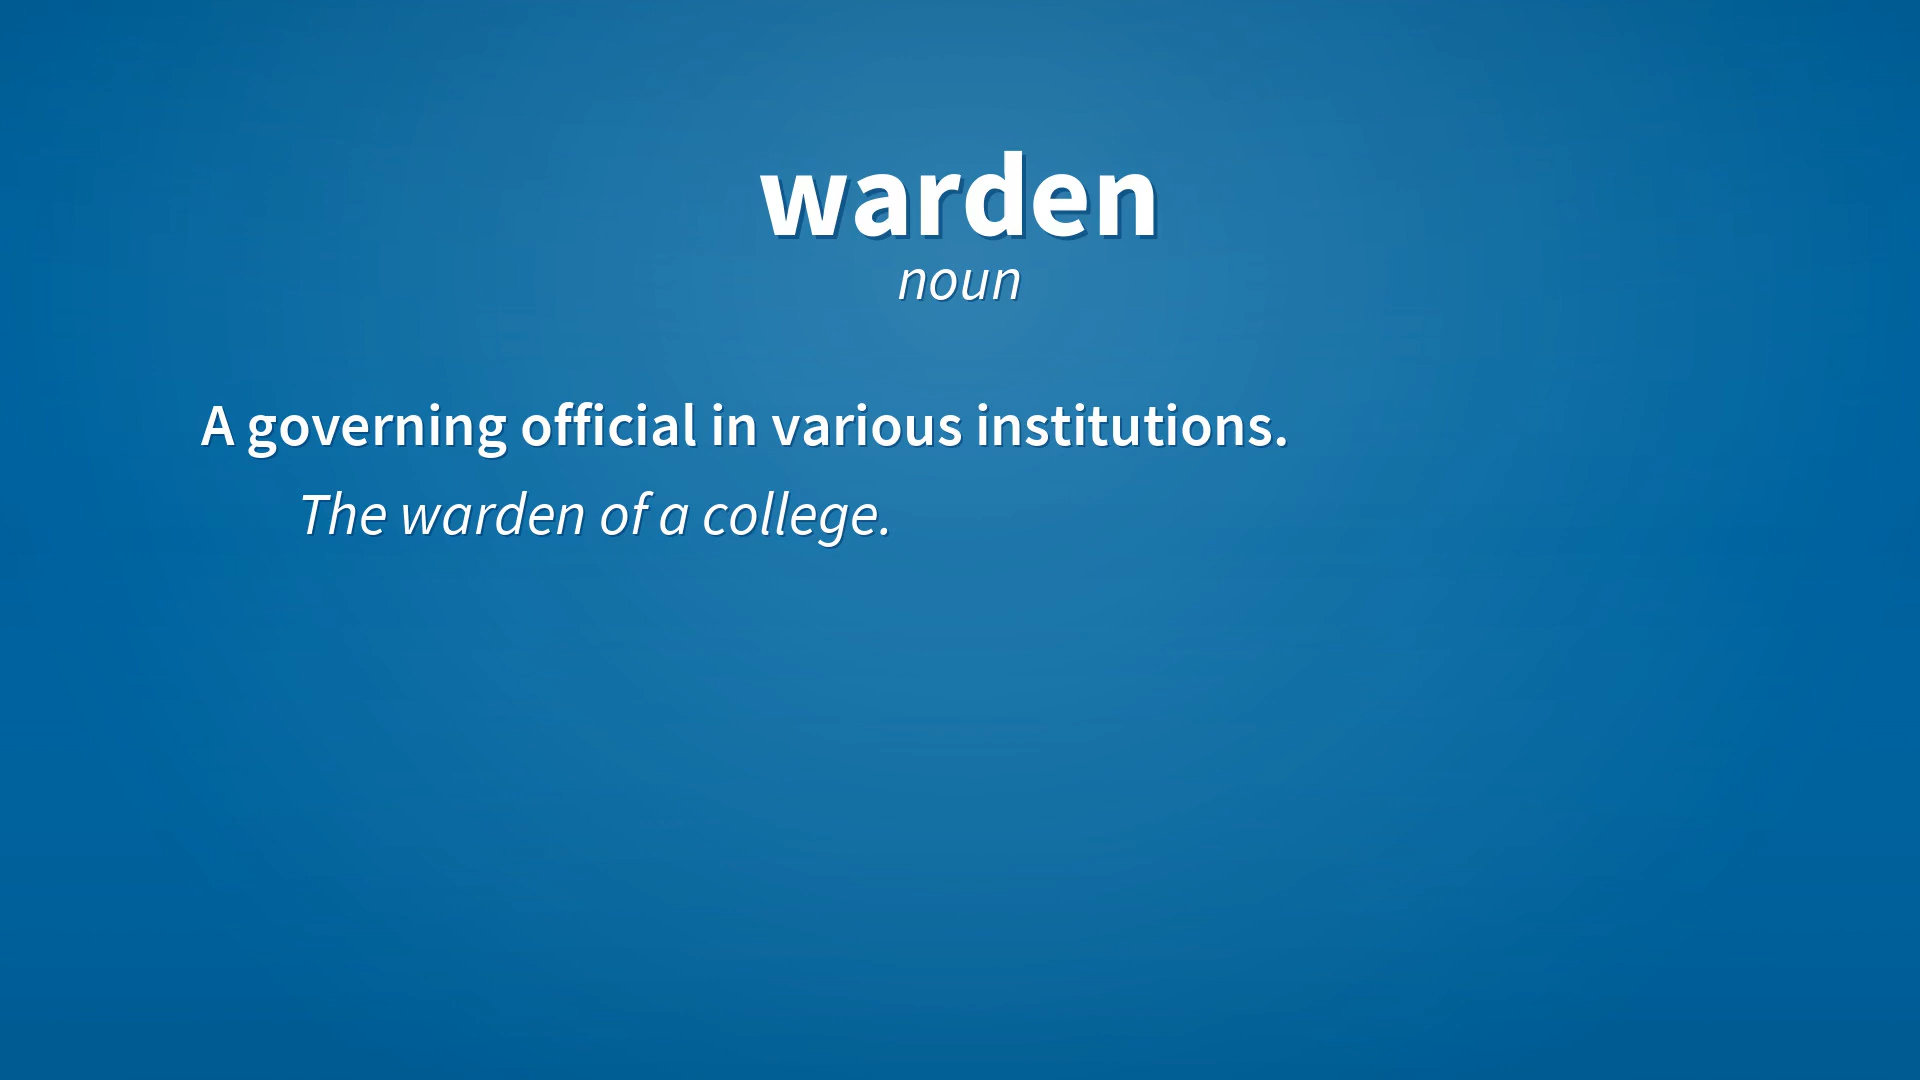 warden
noun
A governing official in various institutions.
The warden of a college.